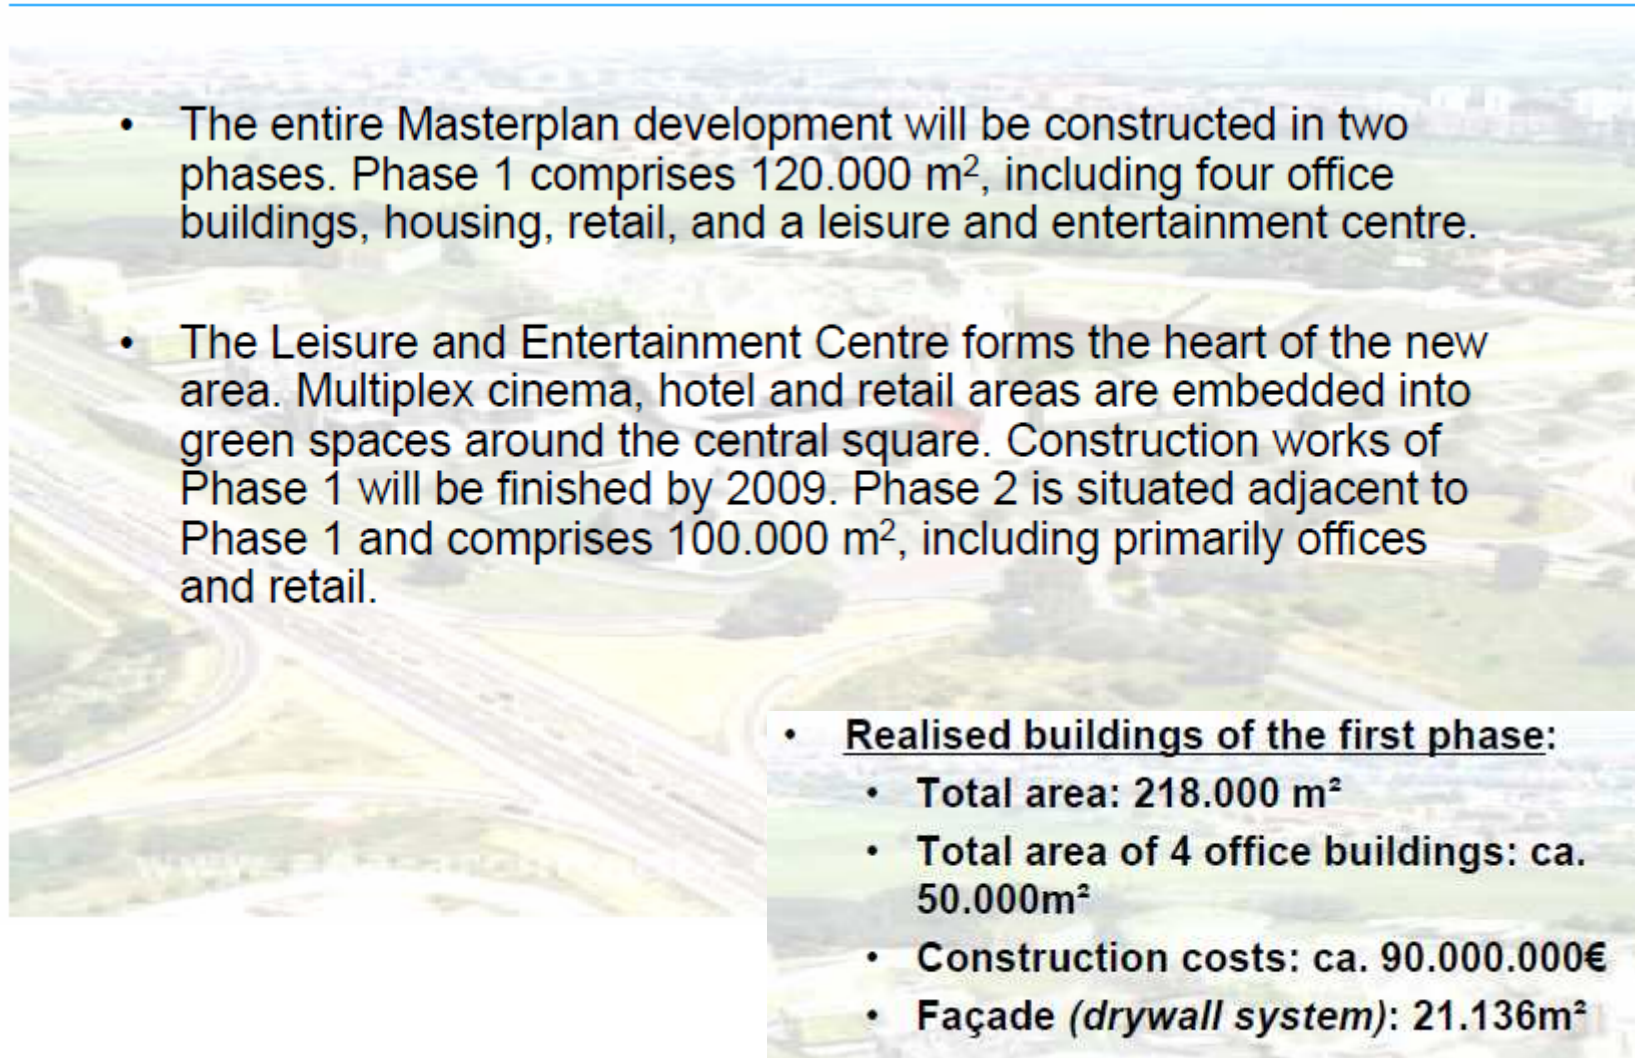 • The entire Masterplan development will be constructed in two
phases. Phase 1 comprises 120.000 m², including four office
buildings, housing, retail, and a leisure and entertainment centre.
• The Leisure and Entertainment Centre forms the heart of the new
area. Multiplex cinema, hotel and retail areas are embedded into
green spaces around the central square. Construction works of
Phase 1 will be finished by 2009. Phase 2 is situated adjacent to
Phase 1 and comprises 100.000 m², including primarily offices
and retail.
• Realised buildings of the first phase:
• Total area: 218.000 m²
• Total area of 4 office buildings: ca.
50.000m²
• Construction costs: ca. 90.000.000€
• Façade (drywall system): 21.136m²